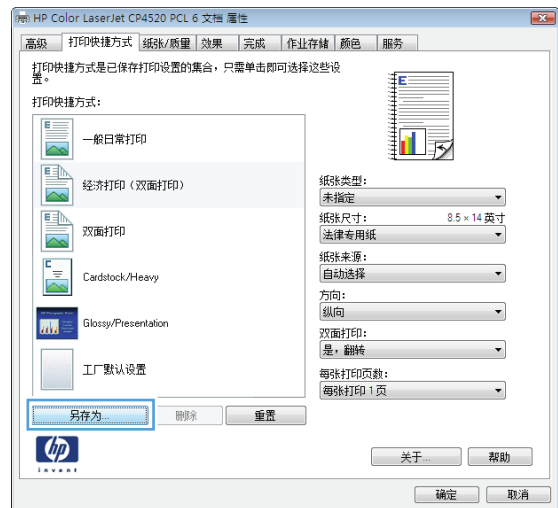 HP Color LaserJet CP4520 PCL 6 文档 属性
高级 打印快捷方式 纸张/质量 效果 完成 作业存储 颜色 服务
打印快捷方式是已保存打印设置的集合，只需单击即可选择这些设
置。
打印快捷方式:
E
一般日常打印
经济打印（双面打印）
双面打印
Cardstock/Heavy
Glossy/Presentation
工厂默认设置
另存为... 删除 重置
纸张类型:
未指定
纸张尺寸: 8.5 × 14 英寸
法律专用纸
纸张来源:
自动选择
方向:
纵向
双面打印:
是，翻转
每张打印页数:
每张打印 1 页
hp
invent
关于... 帮助
确定 取消